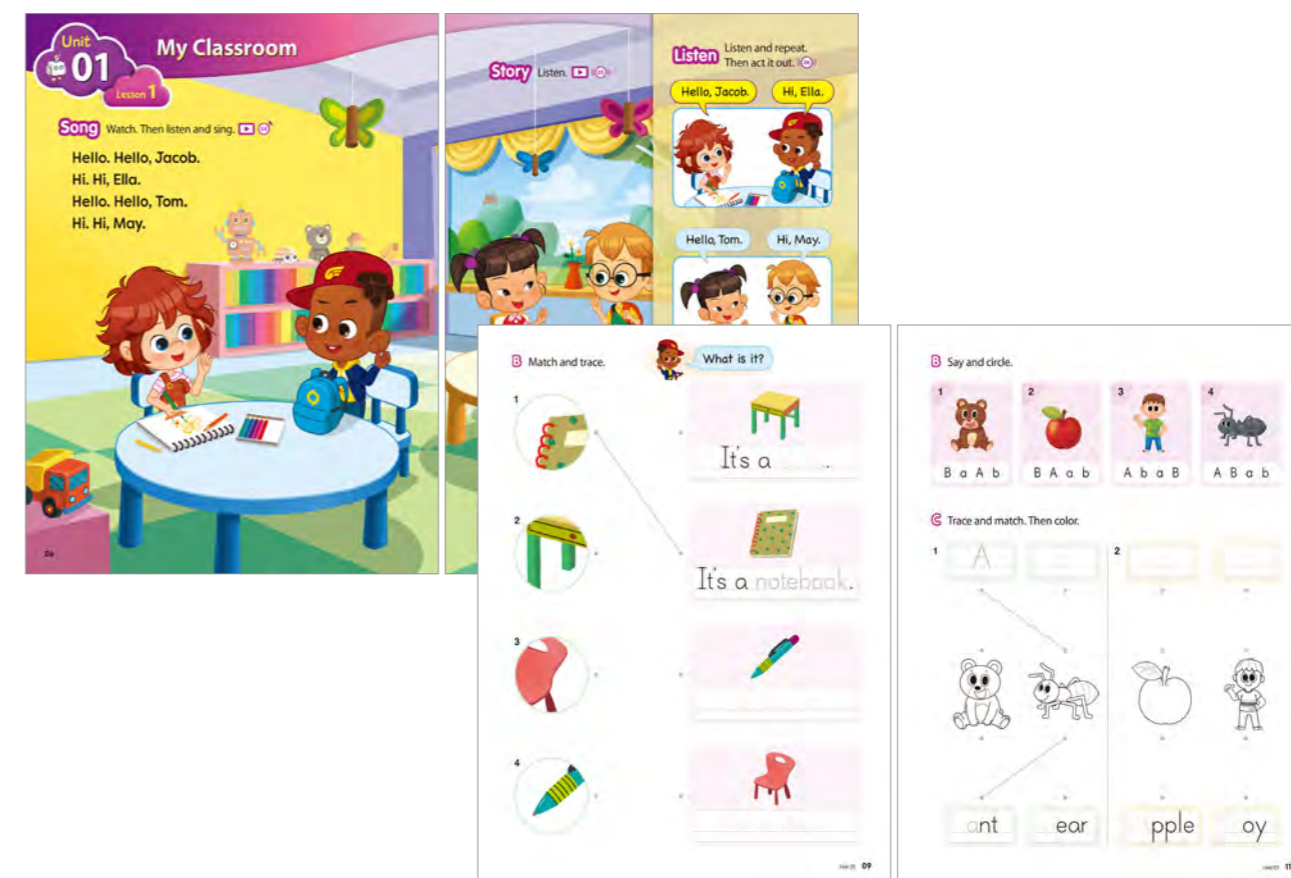 Unit
01
Lesson 1
My Classroom
Song Watch. Then listen and sing.
Hello. Hello, Jacob.
Hi. Hi, Ella.
Hello. Hello, Tom.
Hi. Hi, May.
06
Story Listen.
Listen Listen and repeat.
Then act it out.
Hello, Jacob. Hi, Ella.
Hello, Tom. Hi, May.
B Match and trace.
What is it?
1
It's a .
2
It's a notebook.
3
4
09
B Say and circle.
1 2 3 4
B a A b B A a b A b a B A B a b
C Trace and match. Then color.
1 A 2
ant ear pple oy
11